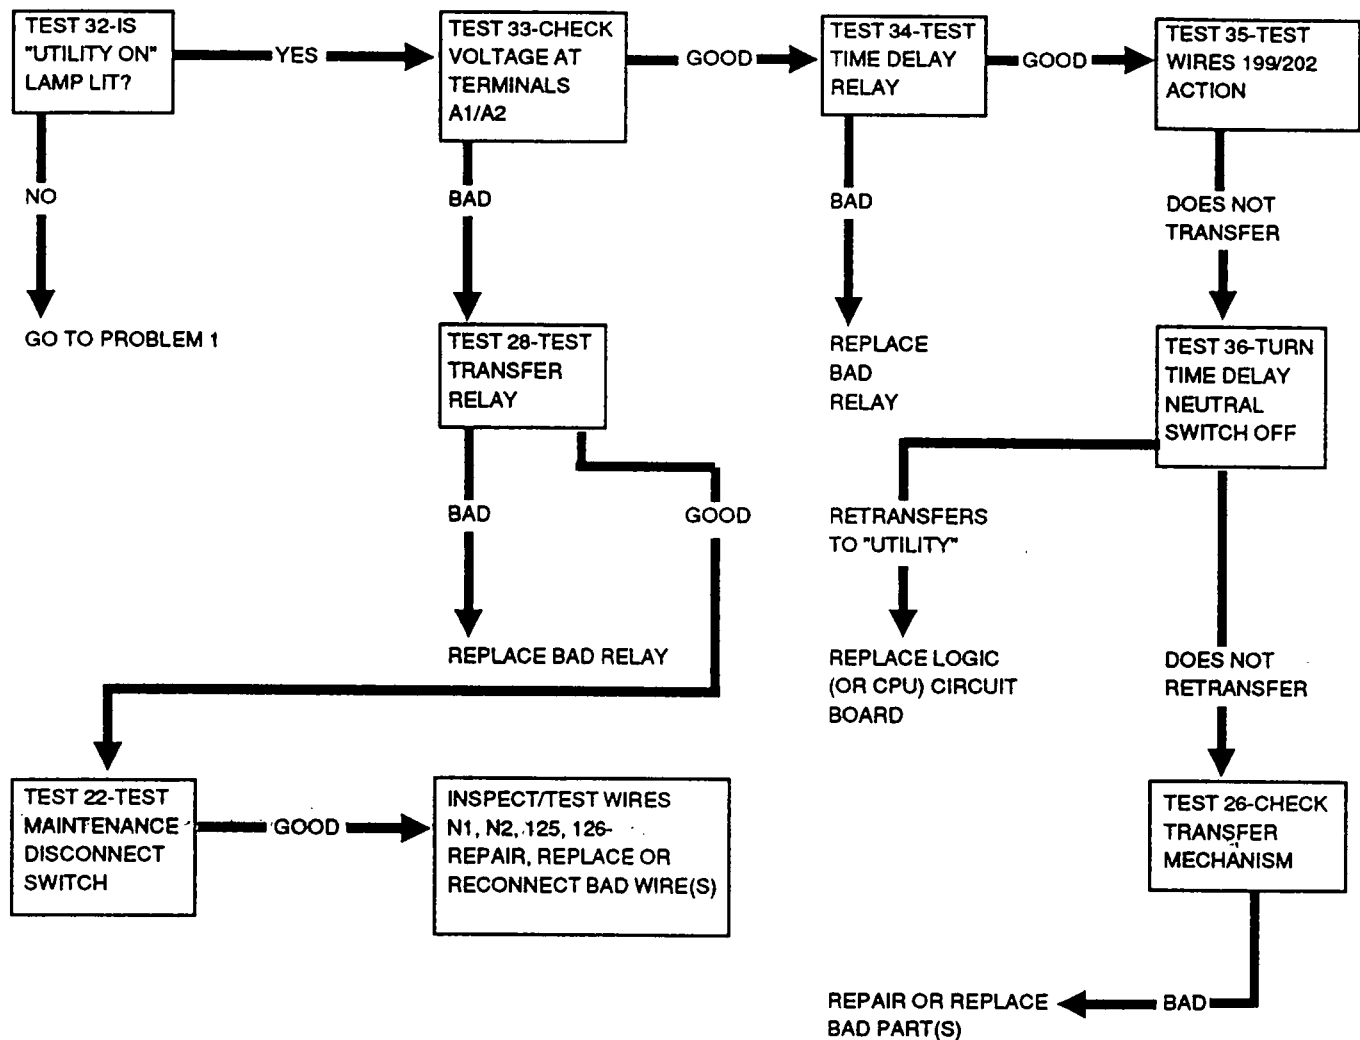 TEST 32-IS
"UTILITY ON"
LAMP LIT?
YES
TEST 33-CHECK
VOLTAGE AT
TERMINALS
A1/A2
GOOD
TEST 34-TEST
TIME DELAY
RELAY
GOOD
TEST 35-TEST
WIRES 199/202
ACTION
NO
BAD
BAD
DOES NOT
TRANSFER
GO TO PROBLEM 1
TEST 28-TEST
TRANSFER
RELAY
REPLACE
BAD
RELAY
TEST 36-TURN
TIME DELAY
NEUTRAL
SWITCH OFF
BAD
GOOD
RETRANSFERS
TO "UTILITY"
REPLACE BAD RELAY
REPLACE LOGIC
(OR CPU) CIRCUIT
BOARD
DOES NOT
RETRANSFER
TEST 22-TEST
MAINTENANCE
DISCONNECT
SWITCH
GOOD
INSPECT/TEST WIRES
N1, N2, 125, 126-
REPAIR, REPLACE OR
RECONNECT BAD WIRE(S)
TEST 26-CHECK
TRANSFER
MECHANISM
BAD
REPAIR OR REPLACE
BAD PART(S)